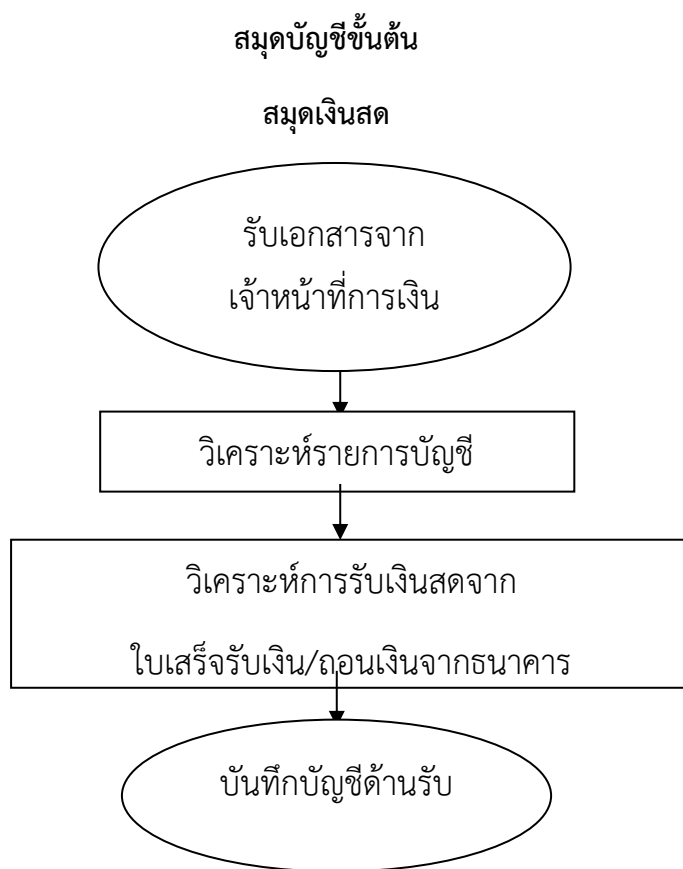 สมุดบัญชีขั้นต้น
สมุดเงินสด
รับเอกสารจาก
เจ้าหน้าที่การเงิน
วิเคราะห์รายการบัญชี
วิเคราะห์การรับเงินสดจาก
ใบเสร็จรับเงิน/ถอนเงินจากธนาคาร
บันทึกบัญชีด้านรับ